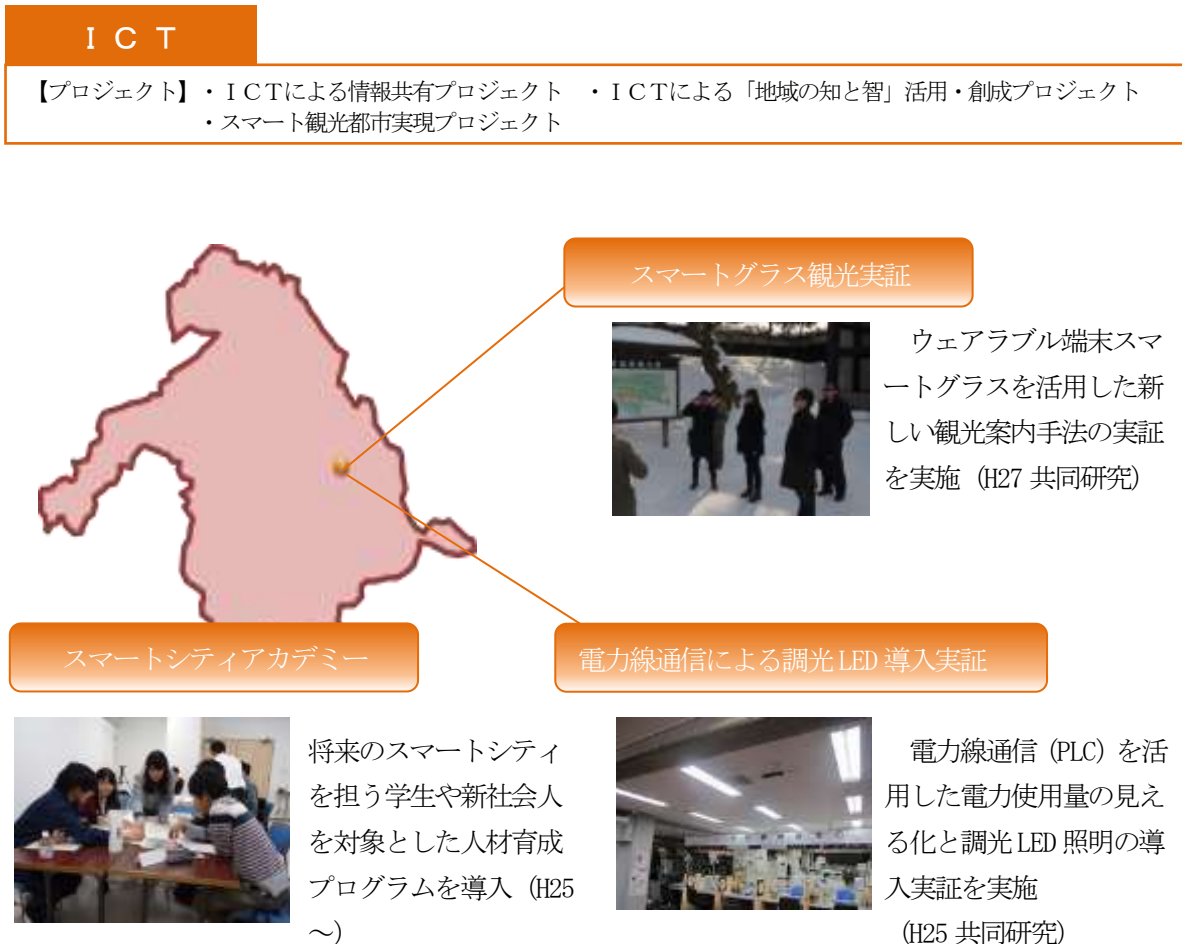 ＩＣＴ
【プロジェクト】・ＩＣＴによる情報共有プロジェクト　・ＩＣＴによる「地域の知と智」活用・創成プロジェクト
・スマート観光都市実現プロジェクト
スマートグラス観光実証
ウェアラブル端末スマ
ートグラスを活用した新
しい観光案内手法の実証
を実施（H27 共同研究）
スマートシティアカデミー
将来のスマートシティ
を担う学生や新社会人
を対象とした人材育成
プログラムを導入（H25
～）
電力線通信による調光 LED 導入実証
電力線通信（PLC）を活
用した電力使用量の見え
る化と調光 LED 照明の導
入実証を実施
（H25 共同研究）